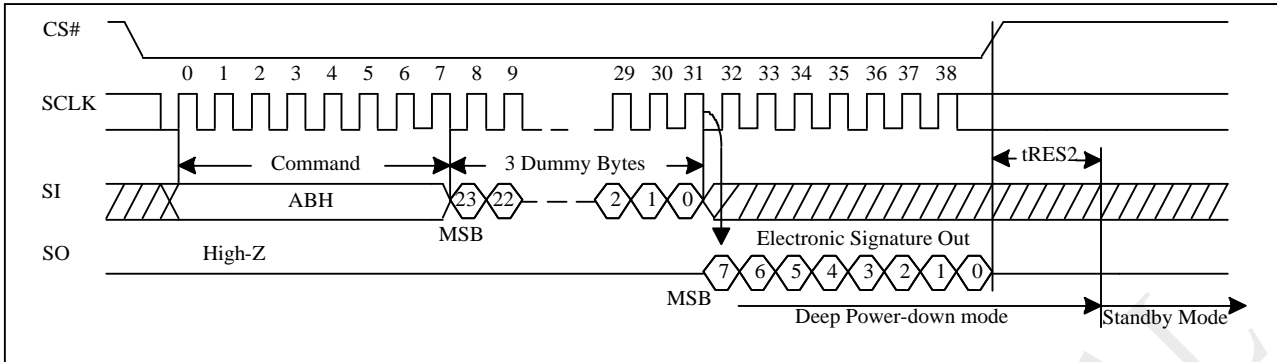 CS#
0 1 2 3 4 5 6 7 8 9 29 30 31 32 33 34 35 36 37 38
SCLK
Command
3 Dummy Bytes
tRES2
SI
ABH
23 22 2 1 0
MSB
SO
High-Z
Electronic Signature Out
7 6 5 4 3 2 1 0
MSB
Deep Power-down mode
Standby Mode